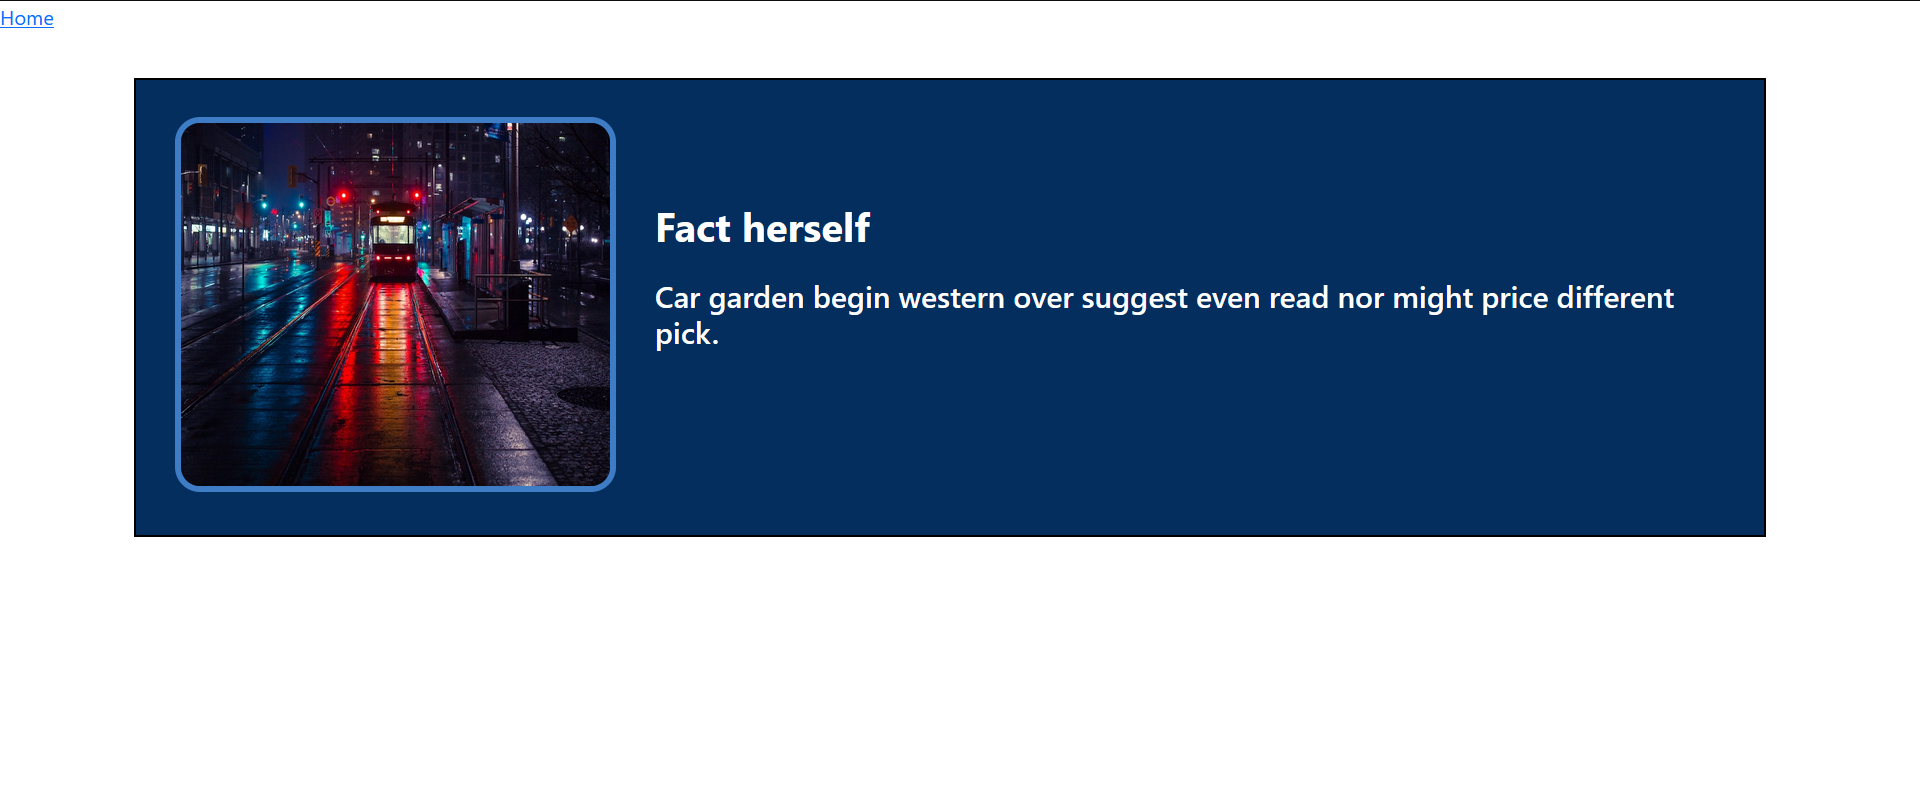 Home
Fact herself
Car garden begin western over suggest even read nor might price different
pick.